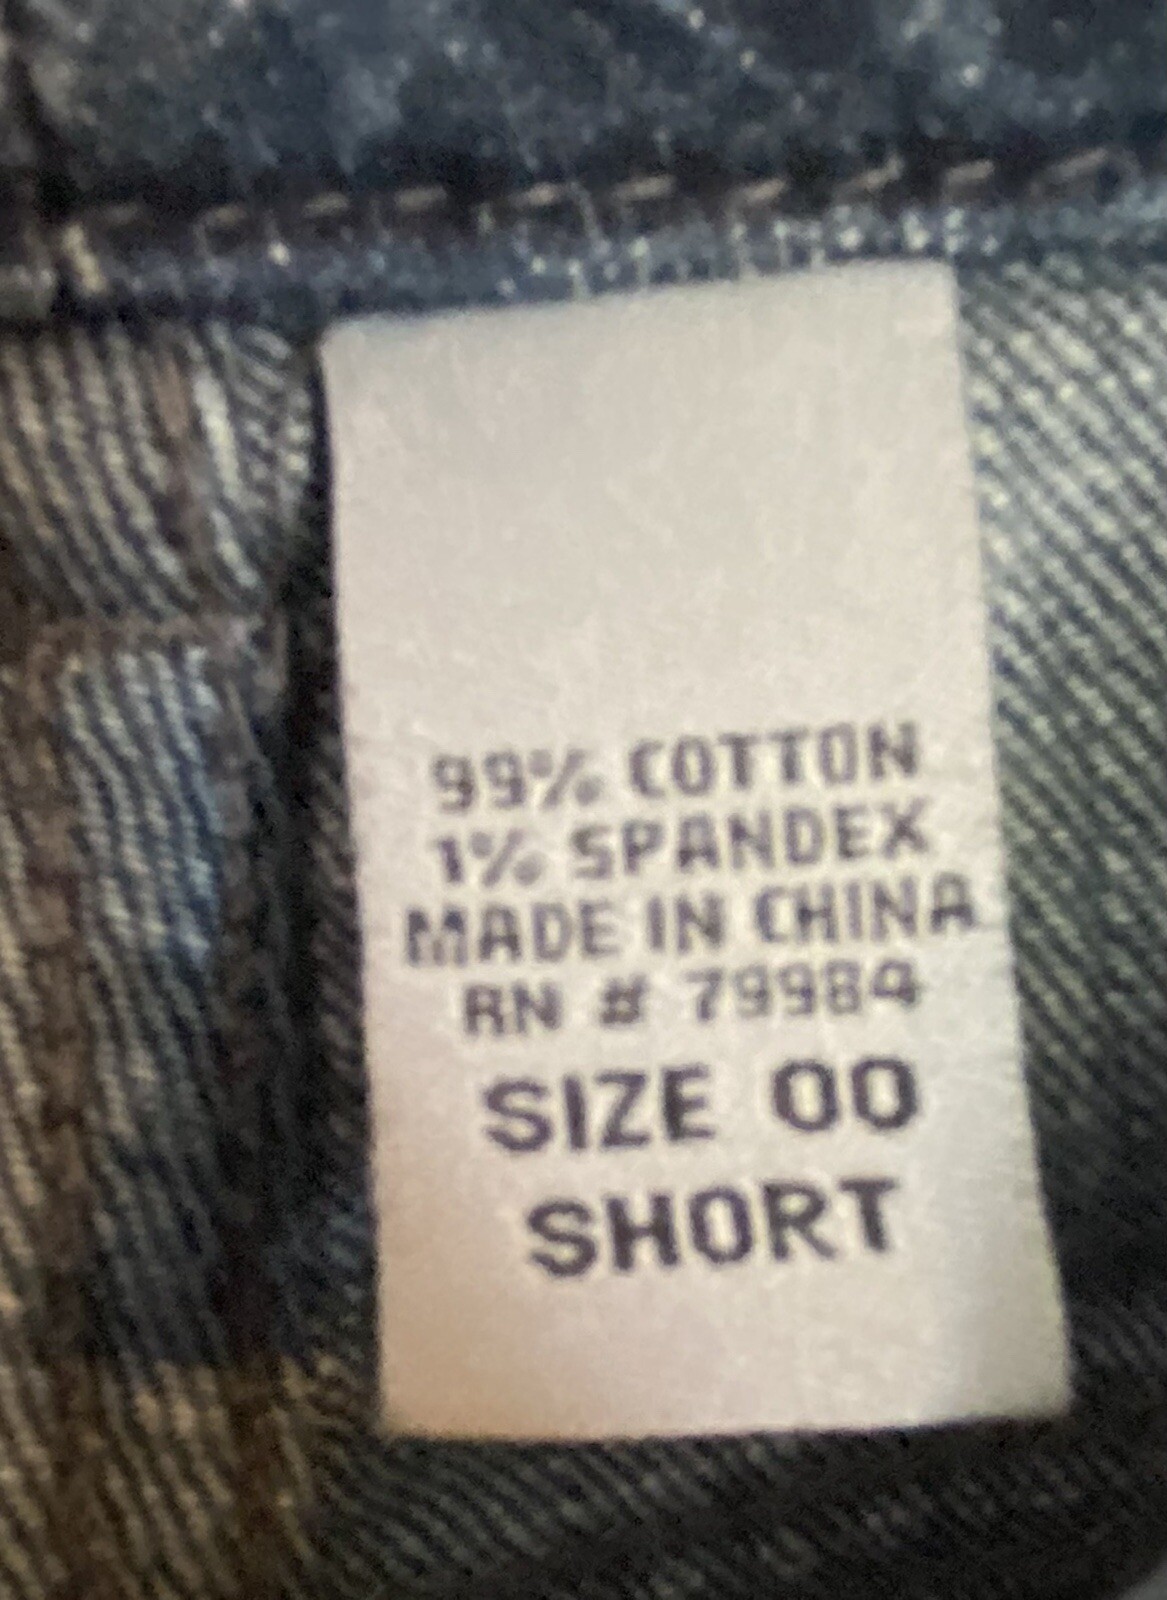 99% COTTON
1% SPANDEX
MADE IN CHINA
RN # 79984
SIZE 00
SHORT